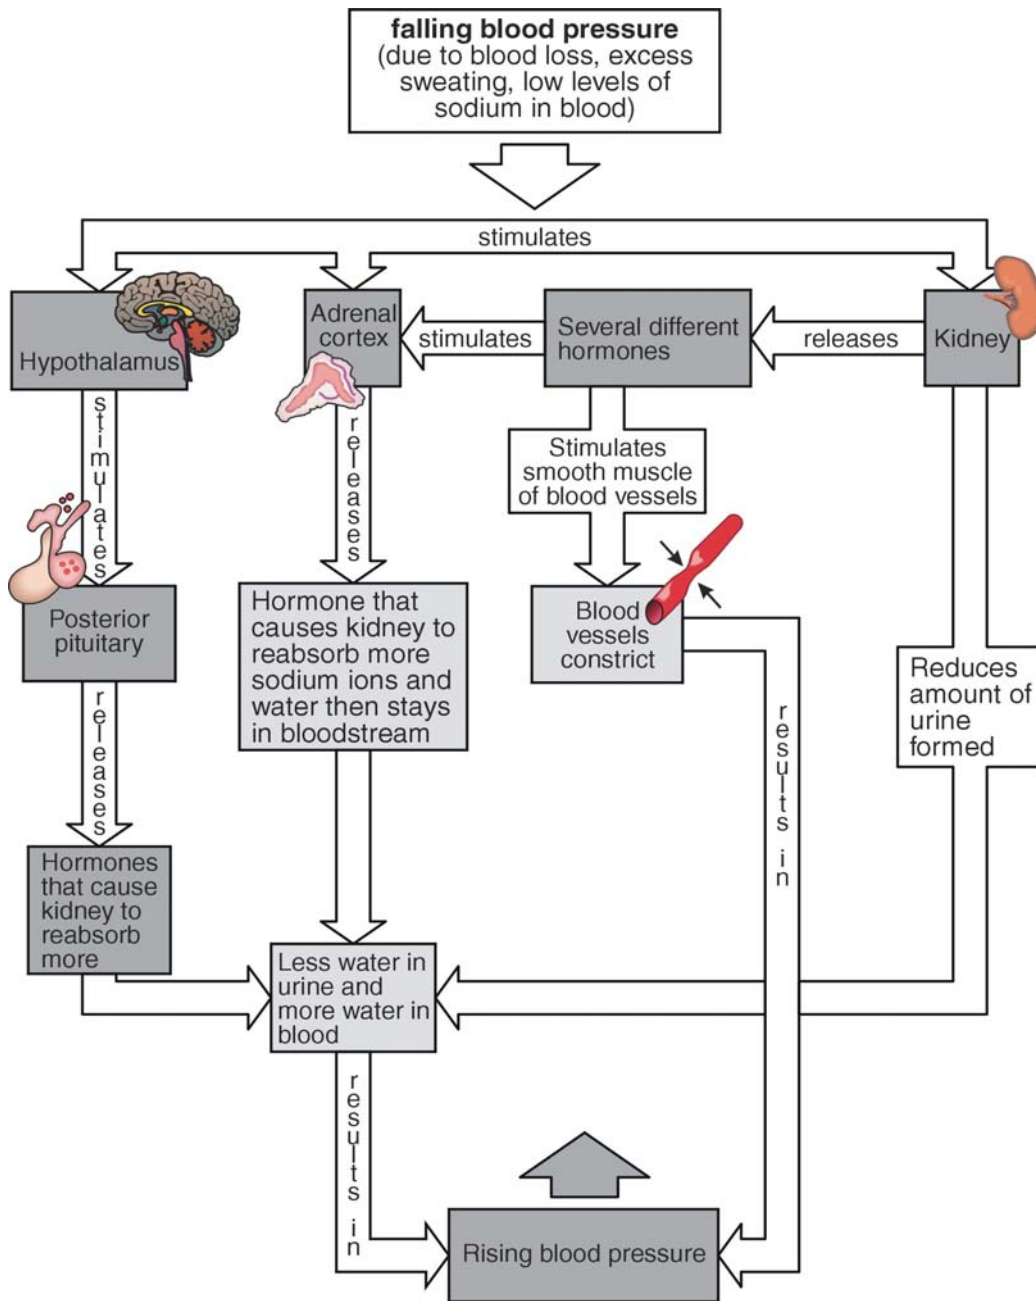 falling blood pressure
(due to blood loss, excess
sweating, low levels of
sodium in blood)
stimulates
Hypothalamus
Adrenal
cortex
stimulates
Several different
hormones
releases
Kidney
stimulates
releases
Stimulates
smooth muscle
of blood vessels
Posterior
pituitary
Hormone that
causes kidney to
reabsorb more
sodium ions and
water then stays
in bloodstream
Blood
vessels
constrict
Reduces
amount of
urine
formed
releases
results in
Hormones
that cause
kidney to
reabsorb
more
Less water in
urine and
more water in
blood
results in
Rising blood pressure